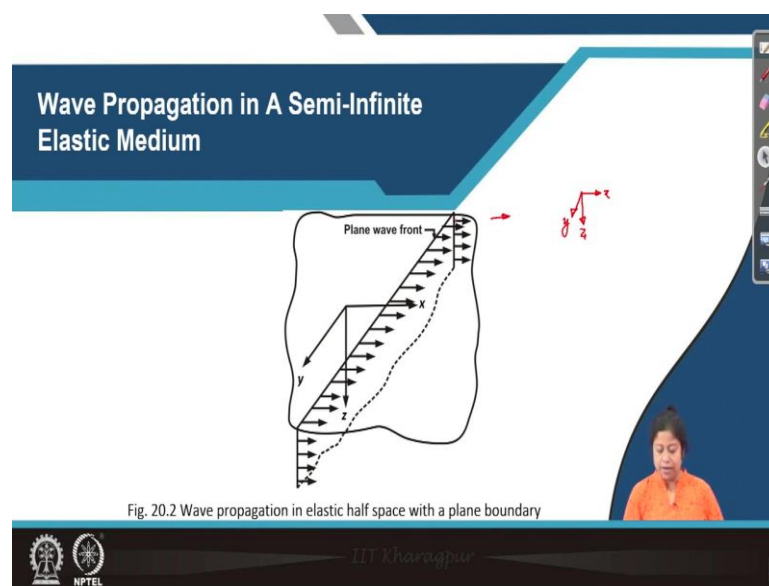 Wave Propagation in A Semi-Infinite
Elastic Medium
Plane wave front
x
y
z
x
y
z
Fig. 20.2 Wave propagation in elastic half space with a plane boundary
IIT Kharagpur
NPTEL